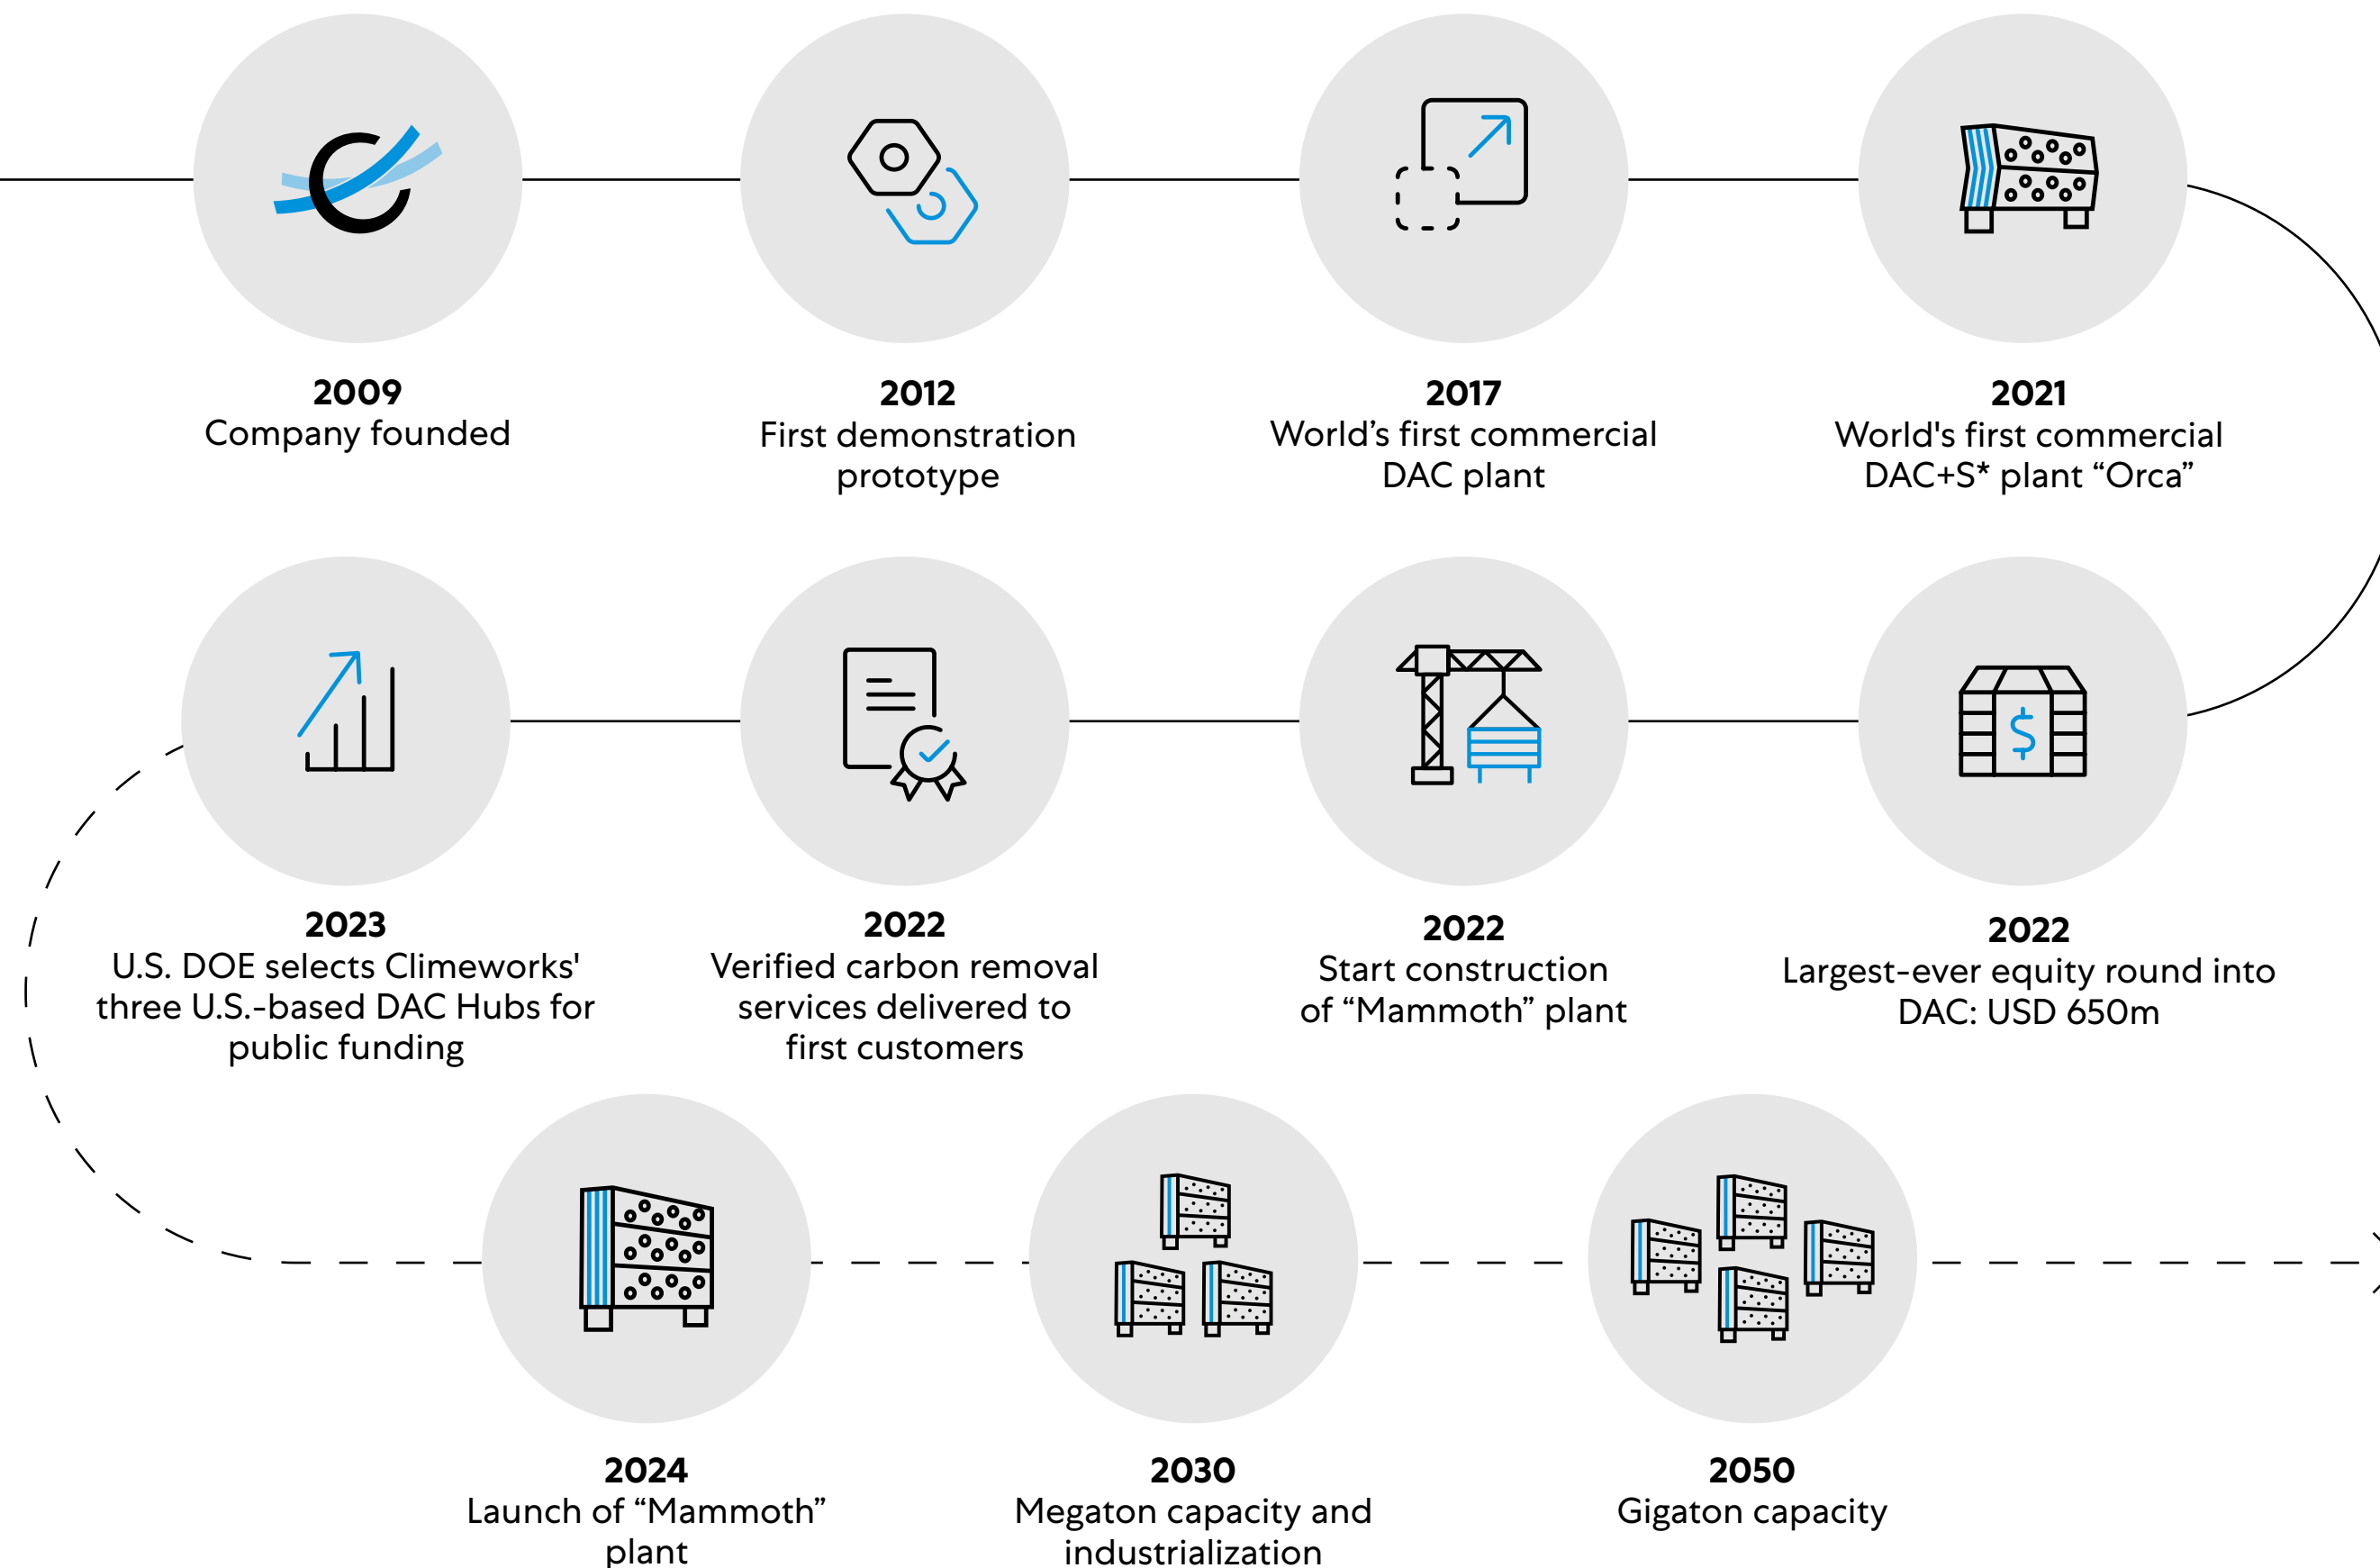 2009
Company founded
2012
First demonstration
prototype
2017
World’s first commercial
DAC plant
2021
World's first commercial
DAC+S* plant “Orca”
2022
Largest-ever equity round into
DAC: USD 650m
2022
Start construction
of “Mammoth” plant
2022
Verified carbon removal
services delivered to
first customers
2023
U.S. DOE selects Climeworks'
three U.S.-based DAC Hubs for
public funding
2024
Launch of “Mammoth”
plant
2030
Megaton capacity and
industrialization
2050
Gigaton capacity